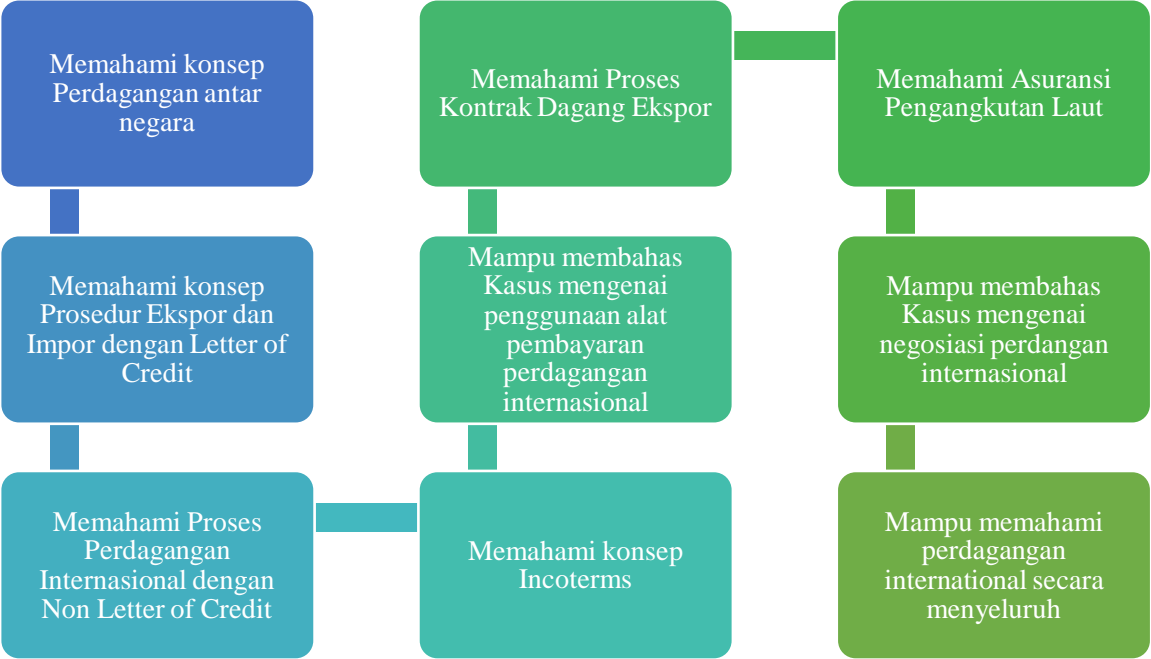 Memahami konsep
Perdagangan antar
negara
Memahami konsep
Prosedur Ekspor dan
Impor dengan Letter of
Credit
Memahami Proses
Perdagangan
Internasional dengan
Non Letter of Credit
Memahami konsep
Incoterms
Mampu membahas
Kasus mengenai
penggunaan alat
pembayaran
perdagangan
internasional
Memahami Proses
Kontrak Dagang Ekspor
Memahami Asuransi
Pengangkutan Laut
Mampu membahas
Kasus mengenai
negosiasi perdangan
internasional
Mampu memahami
perdagangan
international secara
menyeluruh